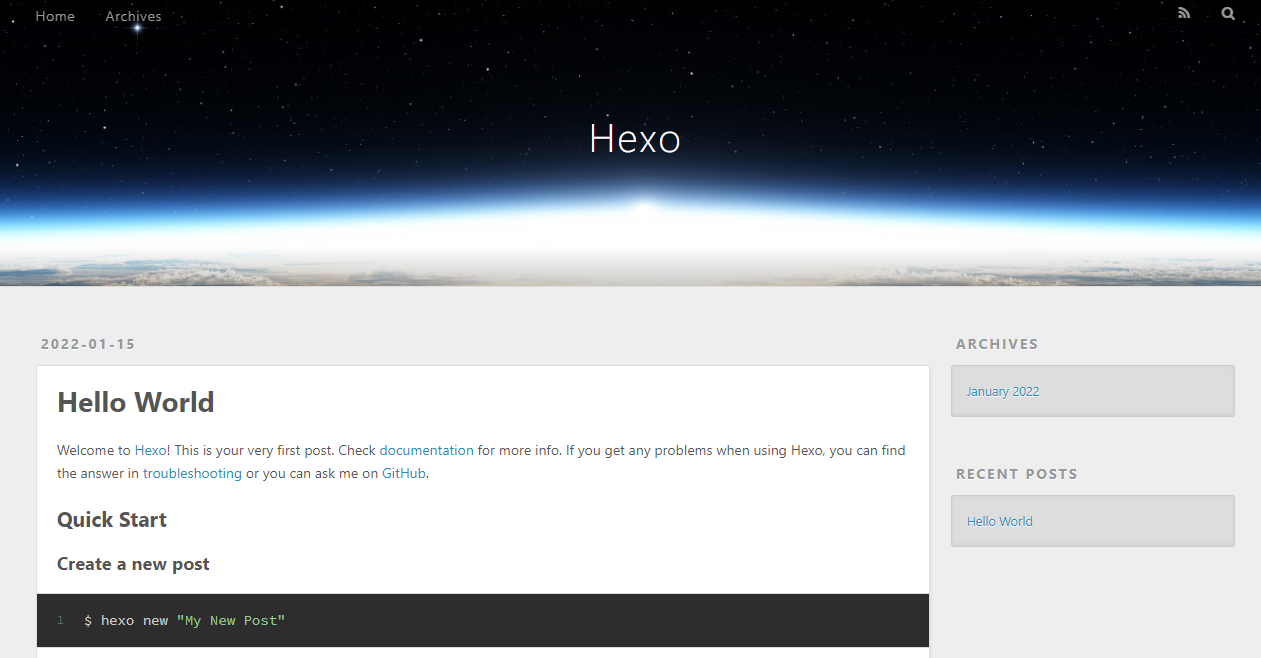 Home Archives
Hexo
2022-01-15
Hello World
Welcome to Hexo! This is your very first post. Check documentation for more info. If you get any problems when using Hexo, you can find
the answer in troubleshooting or you can ask me on GitHub.
Quick Start
Create a new post
1 $ hexo new "My New Post"
ARCHIVES
January 2022
RECENT POSTS
Hello World